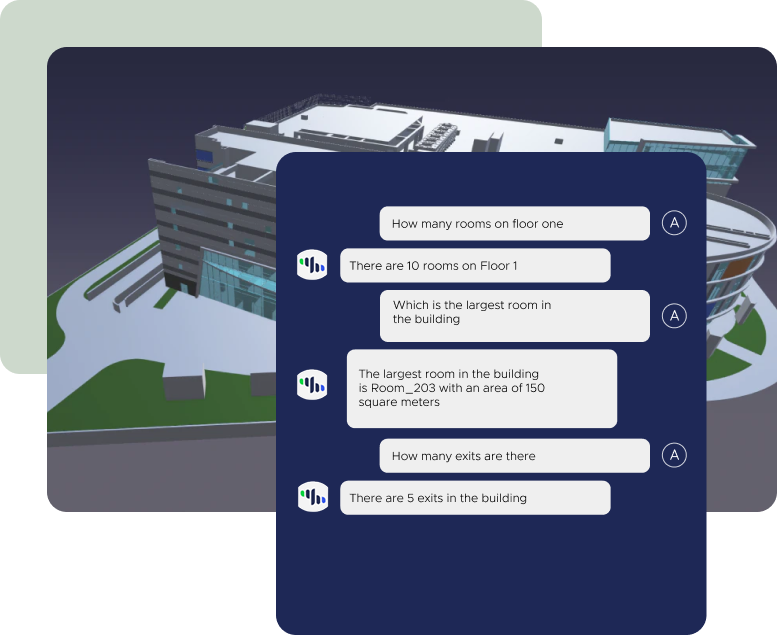 How many rooms on floor one
A
There are 10 rooms on Floor 1
Which is the largest room in
the building
A
The largest room in the building
is Room_203 with an area of 150
square meters
How many exits are there
A
There are 5 exits in the building